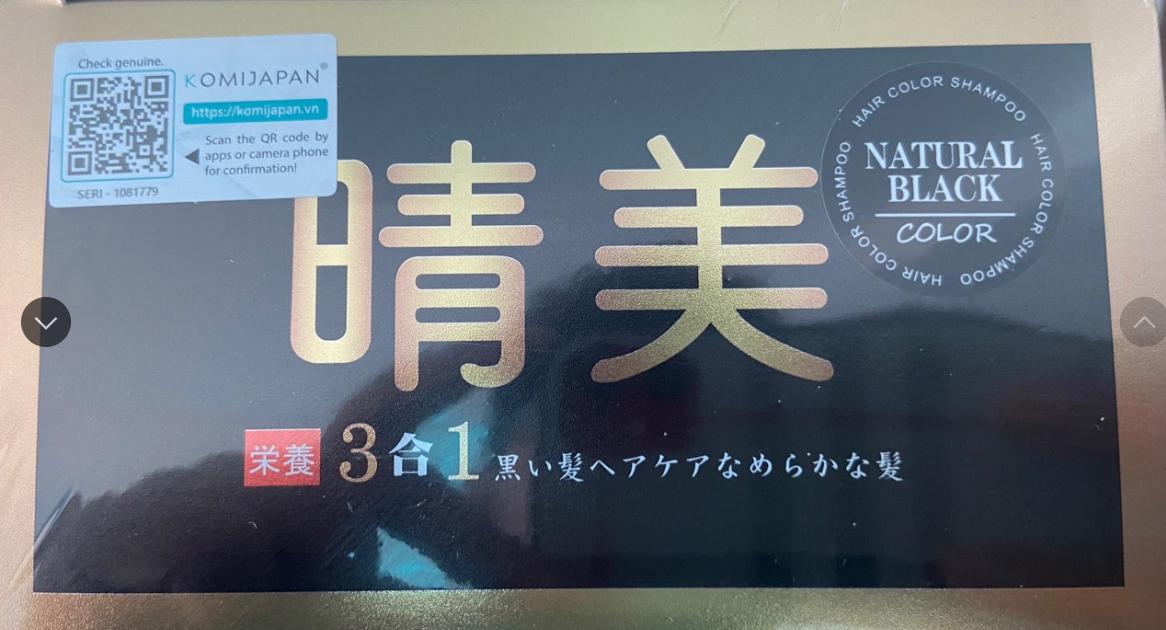 Check genuine.
KOMIJAPAN®
https://komijapan.vn
Scan the QR code by
apps or camera phone
for confirmation!
SERI - 1081779
晴美
HAIR COLOR SHAMPOO HAIR COLOR SHAMPOO HAIR COLOR SHAMPOO
NATURAL
BLACK
COLOR
栄養 3合1 黒い髪ヘアケアなめらかな髪